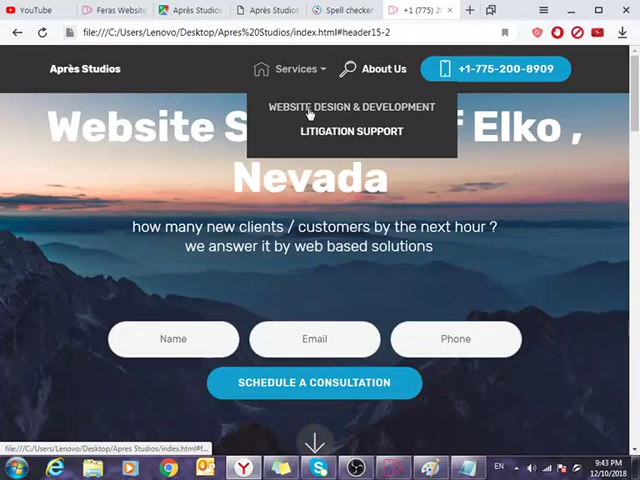 YouTube
Feras Website
Après Studios
Après Studios
Spell checker
+1 (775) 2
file:///C:/Users/Lenovo/Desktop/Apres%20Studios/index.html#header15-2
Après Studios
Services
About Us
+1-775-200-8909
WEBSITE DESIGN & DEVELOPMENT
LITIGATION SUPPORT
Website S
f Elko ,
Nevada
how many new clients / customers by the next hour ?
we answer it by web based solutions
Name
Email
Phone
SCHEDULE A CONSULTATION
file:///C:/Users/Lenovo/Desktop/Apres Studios/index.html#f...
EN
9:43 PM
12/10/2018